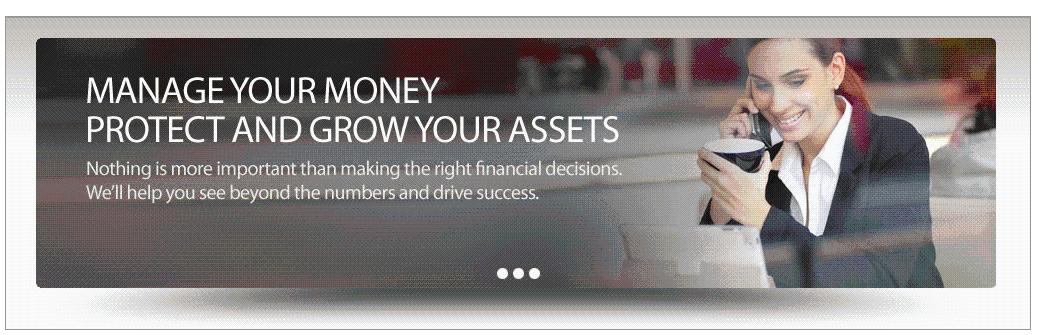 MANAGE YOUR MONEY
PROTECT AND GROW YOUR ASSETS
Nothing is more important than making the right financial decisions.
We'll help you see beyond the numbers and drive success.